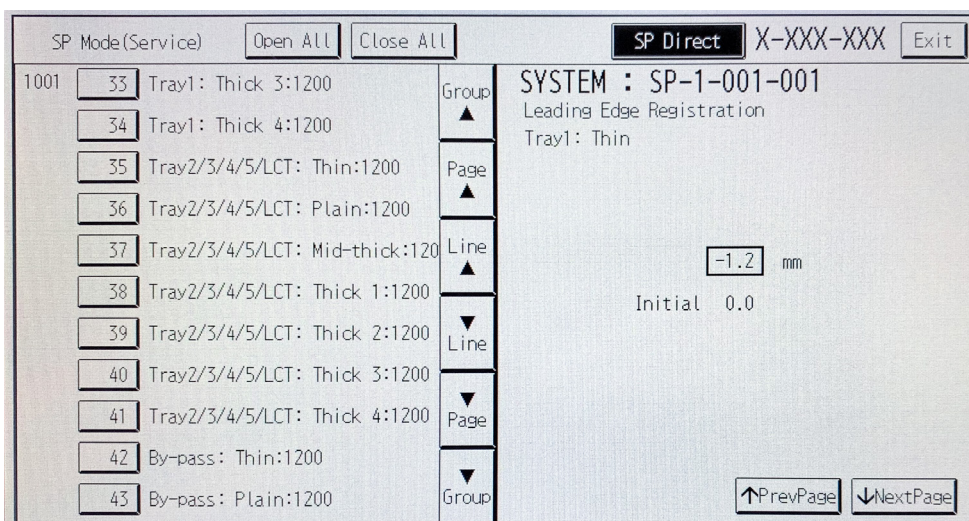 SP Mode(Service) Open All Close All SP Direct X-XXX-XXX Exit
1001 33 Tray1: Thick 3:1200
34 Tray1: Thick 4:1200
35 Tray2/3/4/5/LCT: Thin:1200
36 Tray2/3/4/5/LCT: Plain:1200
37 Tray2/3/4/5/LCT: Mid-thick:120
38 Tray2/3/4/5/LCT: Thick 1:1200
39 Tray2/3/4/5/LCT: Thick 2:1200
40 Tray2/3/4/5/LCT: Thick 3:1200
41 Tray2/3/4/5/LCT: Thick 4:1200
42 By-pass: Thin:1200
43 By-pass: Plain:1200
Group
▲
Page
▲
Line
▲
▼
Line
▼
Page
▼
Group
SYSTEM : SP-1-001-001
Leading Edge Registration
Tray1: Thin
-1.2 mm
Initial 0.0
↑PrevPage ↓NextPage